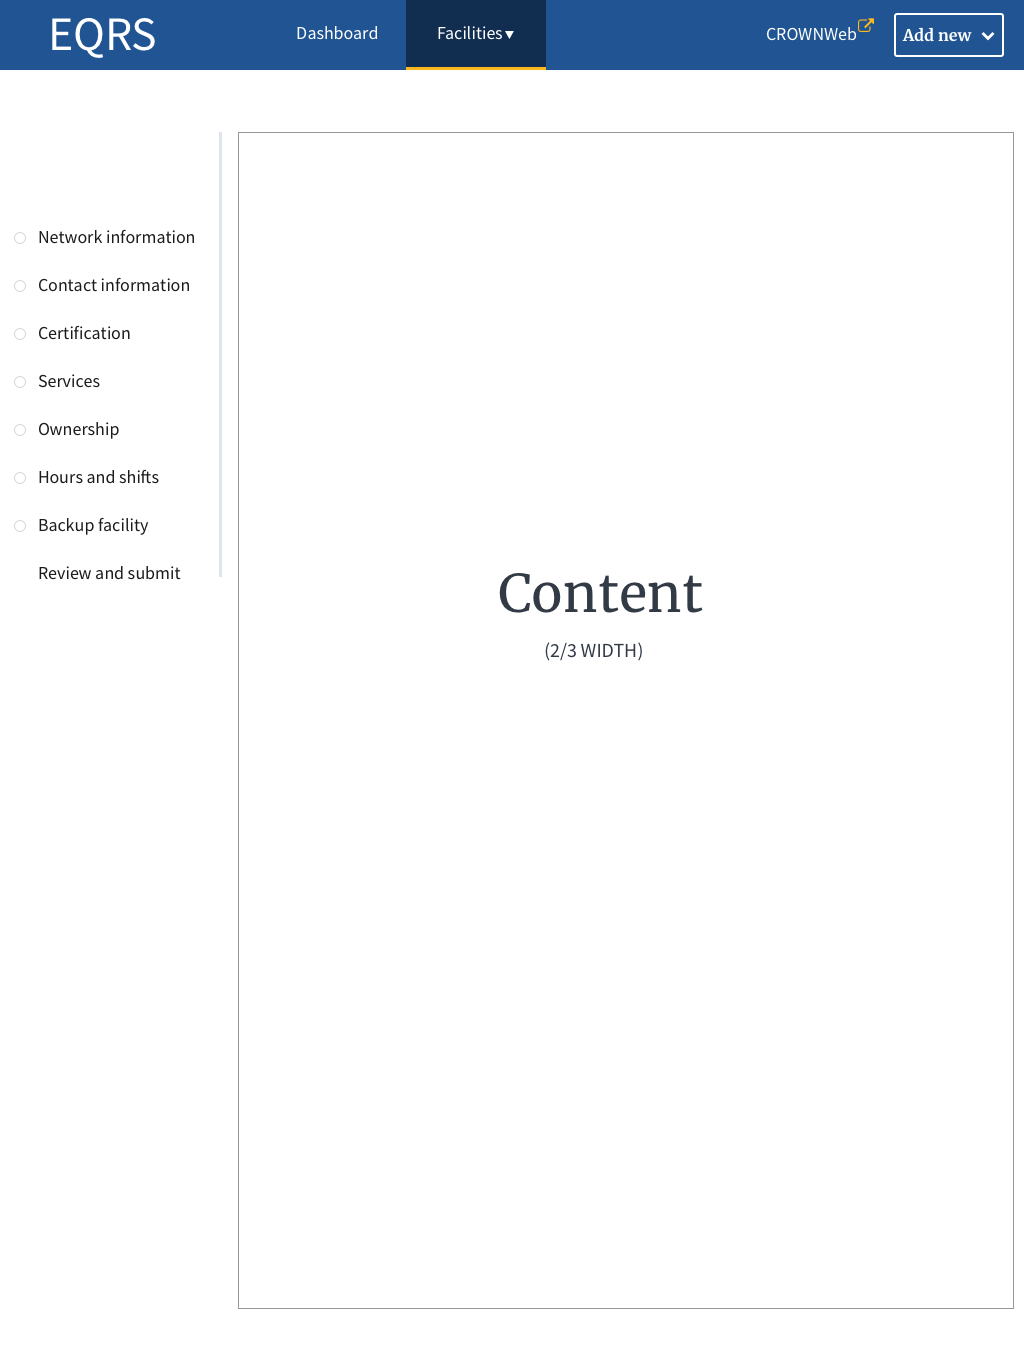 EQRS
Dashboard
Facilities
CROWNWeb
Add new
Network information
Contact information
Certification
Services
Ownership
Hours and shifts
Backup facility
Review and submit
Content
(2/3 WIDTH)